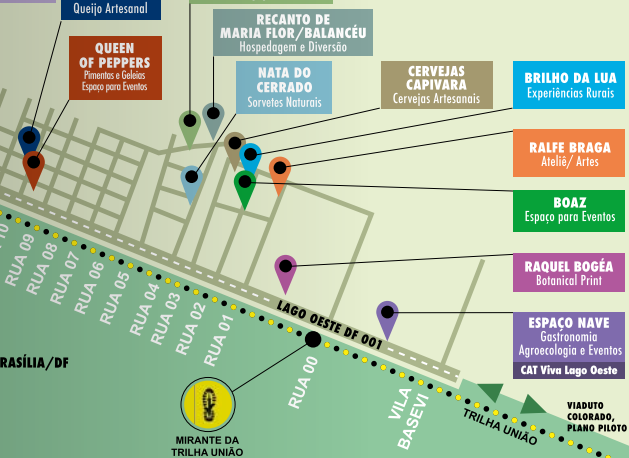 Queijo Artesanal
RECANTO DE
MARIA FLOR/BALANCÉU
Hospedagem e Diversão
QUEEN
OF PEPPERS
Pimentas e Geleias
Espaço para Eventos
NATA DO
CERRADO
Sorvetes Naturais
CERVEJAS
CAPIVARA
Cervejas Artesanais
BRILHO DA LUA
Experiências Rurais
RALFE BRAGA
Ateliê/ Artes
BOAZ
Espaço para Eventos
RAQUEL BOGÉA
Botanical Print
ESPAÇO NAVE
Gastronomia
Agroecologia e Eventos
CAT Viva Lago Oeste
10
RUA 09
RUA 08
RUA 07
RUA 06
RUA 05
RUA 04
RUA 03
RUA 02
RUA 01
RUA 00
LAGO OESTE DF 001
VILA
BASEVI
TRILHA UNIÃO
VIADUTO
COLORADO,
PLANO PILOTO
RASÍLIA/DF
MIRANTE DA
TRILHA UNIÃO